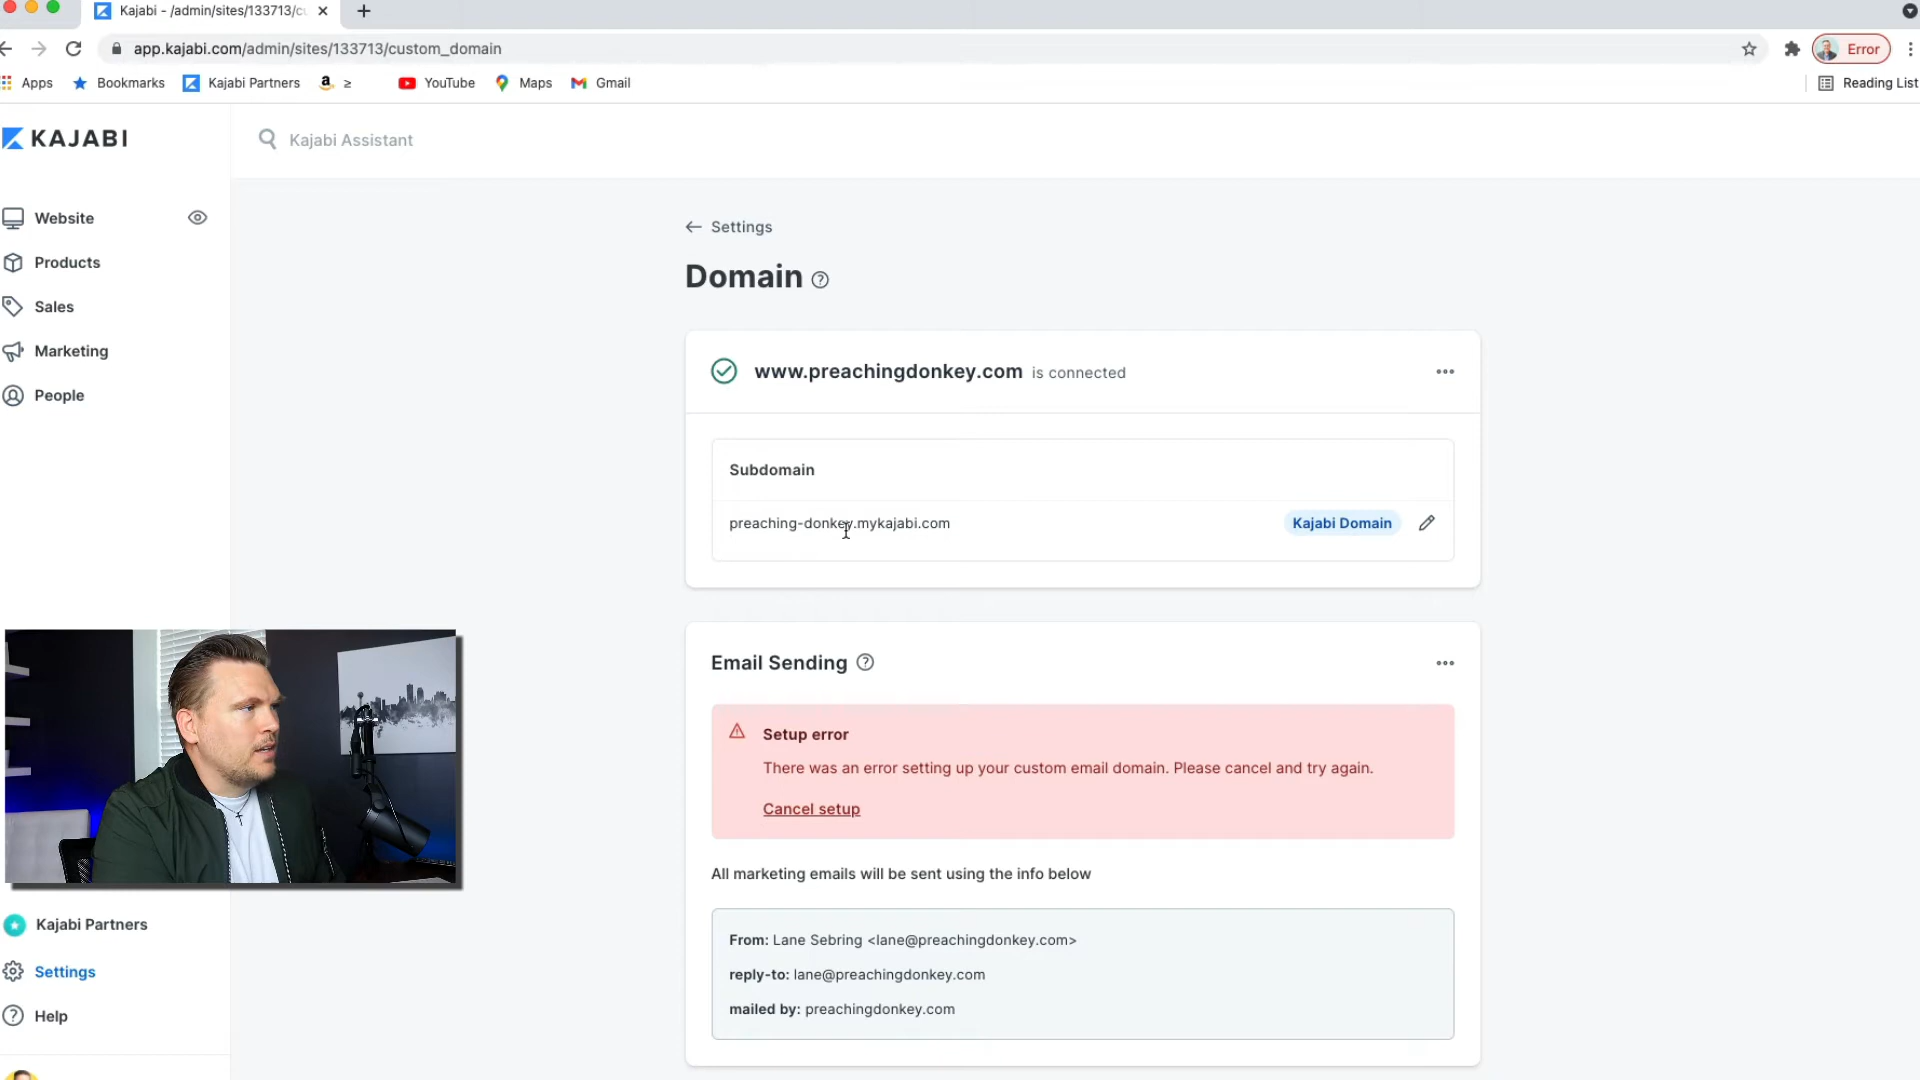 Kajabi - /admin/sites/133713/cu
app.kajabi.com/admin/sites/133713/custom_domain
Error
Apps
Bookmarks
Kajabi Partners
a ≥
YouTube
Maps
Gmail
Reading List
KAJABI
Kajabi Assistant
Website
Products
Sales
Marketing
People
← Settings
Domain
www.preachingdonkey.com is connected
Subdomain
preaching-donkey.mykajabi.com
Kajabi Domain
Email Sending
Setup error
There was an error setting up your custom email domain. Please cancel and try again.
Cancel setup
All marketing emails will be sent using the info below
From: Lane Sebring <lane@preachingdonkey.com>
reply-to: lane@preachingdonkey.com
mailed by: preachingdonkey.com
Kajabi Partners
Settings
Help